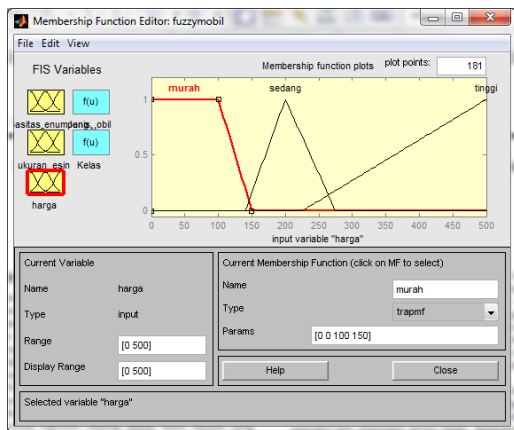 Membership Function Editor: fuzzymobil
File Edit View
FIS Variables
Membership function plots
plot points:
181
f(u)
f(u)
Kelas
harga
murah
sedang
tinggi
1
0.5
0
0 50 100 150 200 250 300 350 400 450 500
input variable "harga"
Current Variable
Name
harga
Type
input
Range
[0 500]
Display Range
[0 500]
Current Membership Function (click on MF to select)
Name
murah
Type
trapmf
Params
[0 0 100 150]
Help
Close
Selected variable "harga"